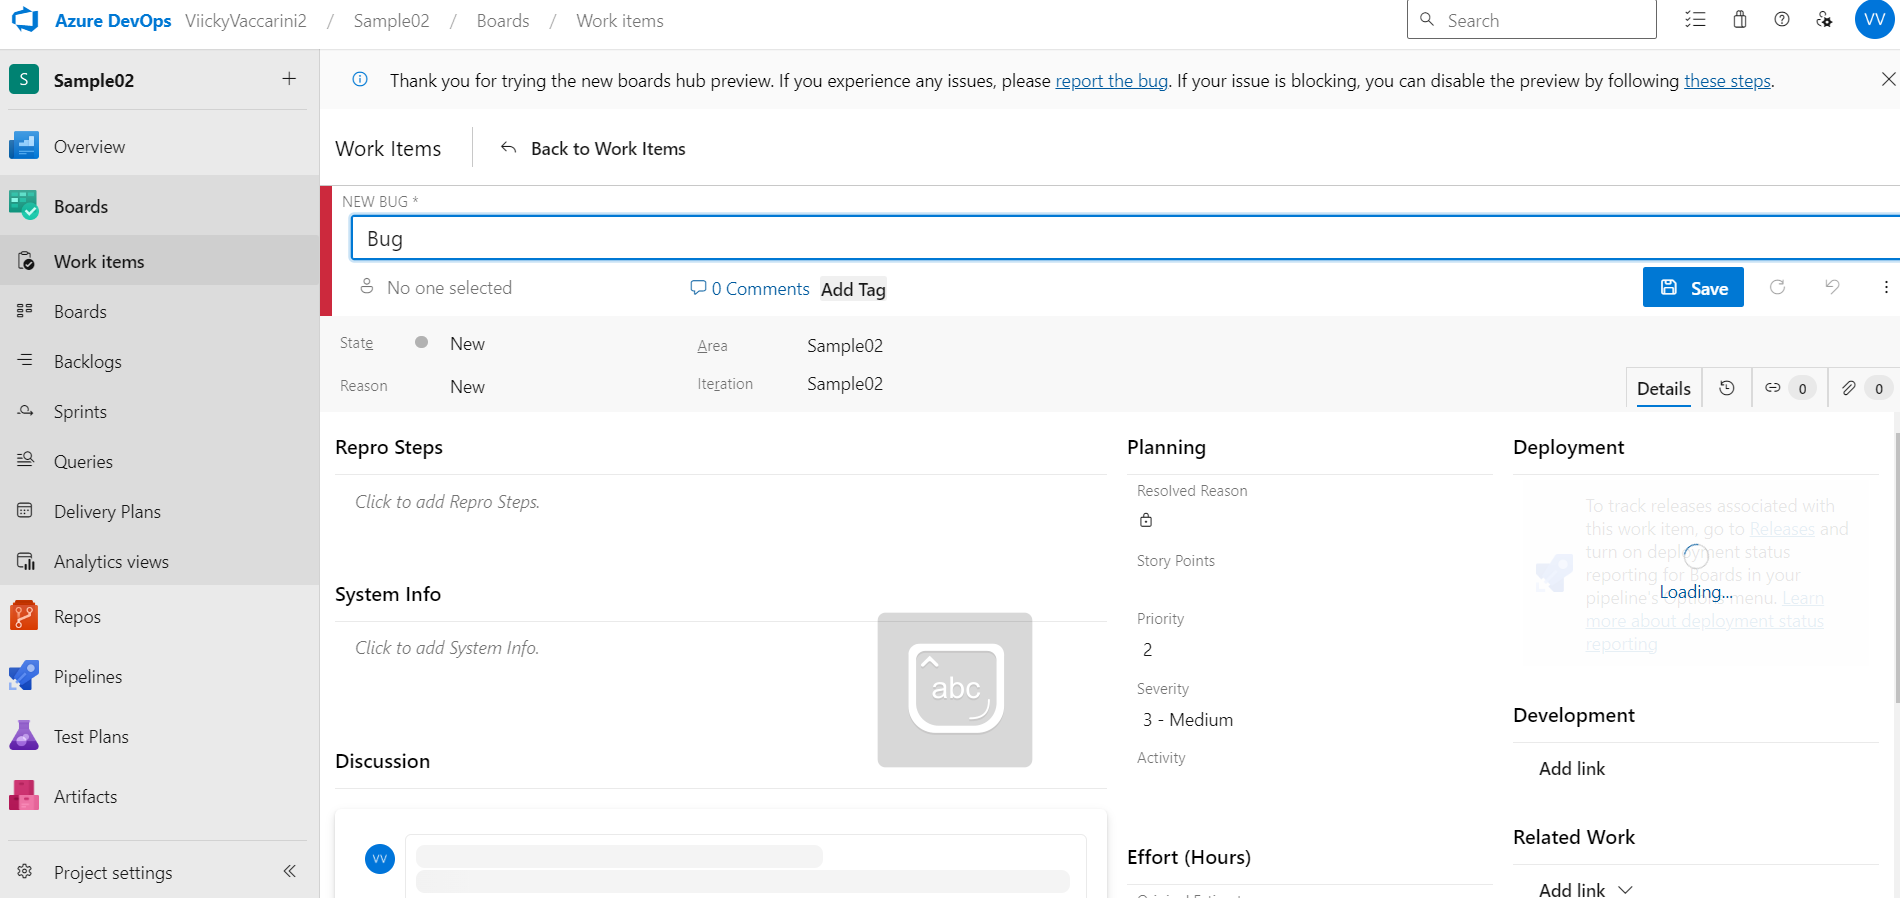 Azure DevOps ViickyVaccarini2 / Sample02 / Boards / Work items
Search
VV
S Sample02
Thank you for trying the new boards hub preview. If you experience any issues, please report the bug. If your issue is blocking, you can disable the preview by following these steps.
Overview
Boards
Work items
Boards
Backlogs
Sprints
Queries
Delivery Plans
Analytics views
Repos
Pipelines
Test Plans
Artifacts
Project settings
Work Items
Back to Work Items
NEW BUG *
Bug
No one selected
0 Comments
Add Tag
Save
State
New
Area
Sample02
Reason
New
Iteration
Sample02
Details
0
0
Repro Steps
Click to add Repro Steps.
System Info
Click to add System Info.
abc
Discussion
VV
Planning
Resolved Reason
Story Points
Priority
2
Severity
3 - Medium
Activity
Effort (Hours)
Original Estimate
Deployment
To track releases associated with
this work item, go to Releases and
turn on deployment status
reporting for Boards in your
pipeline's Options menu. Learn
more about deployment status
reporting
Loading...
Development
Add link
Related Work
Add link